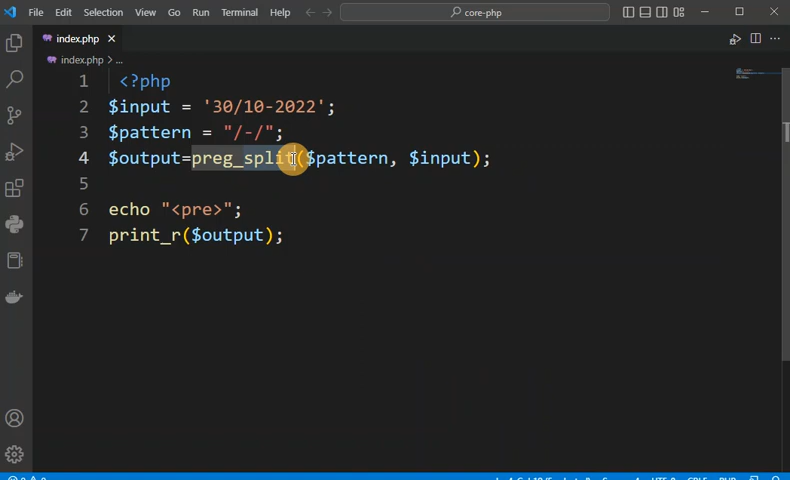 File Edit Selection View Go Run Terminal Help
core-php
index.php
index.php > ...
1 <?php
2 $input = '30/10-2022';
3 $pattern = "/-/";
4 $output=preg_split($pattern, $input);
5
6 echo "<pre>";
7 print_r($output);